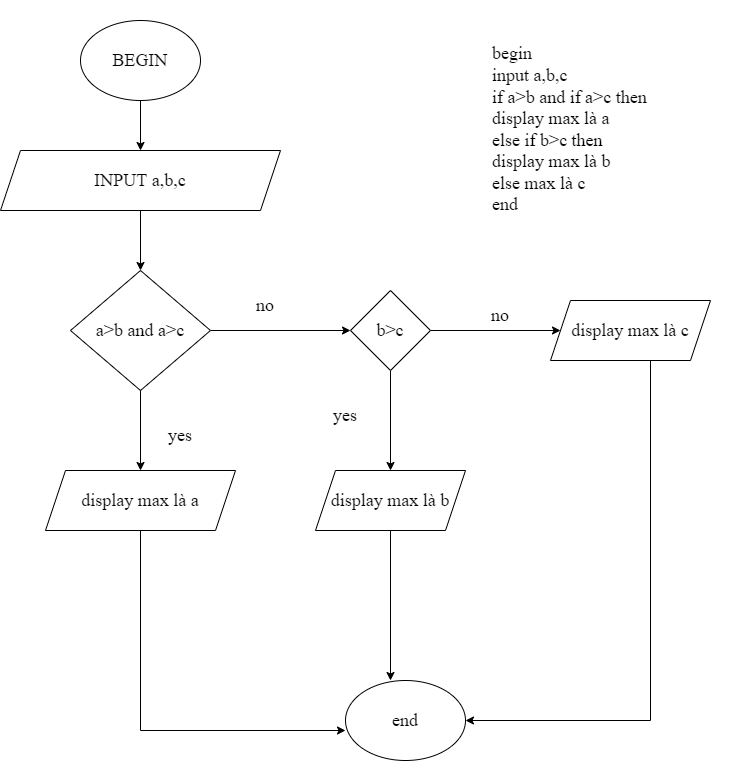 BEGIN
begin
input a,b,c
if a>b and if a>c then
display max là a
else if b>c then
display max là b
else max là c
end
INPUT a,b,c
no
no
a>b and a>c
b>c
display max là c
yes
yes
display max là a
display max là b
end